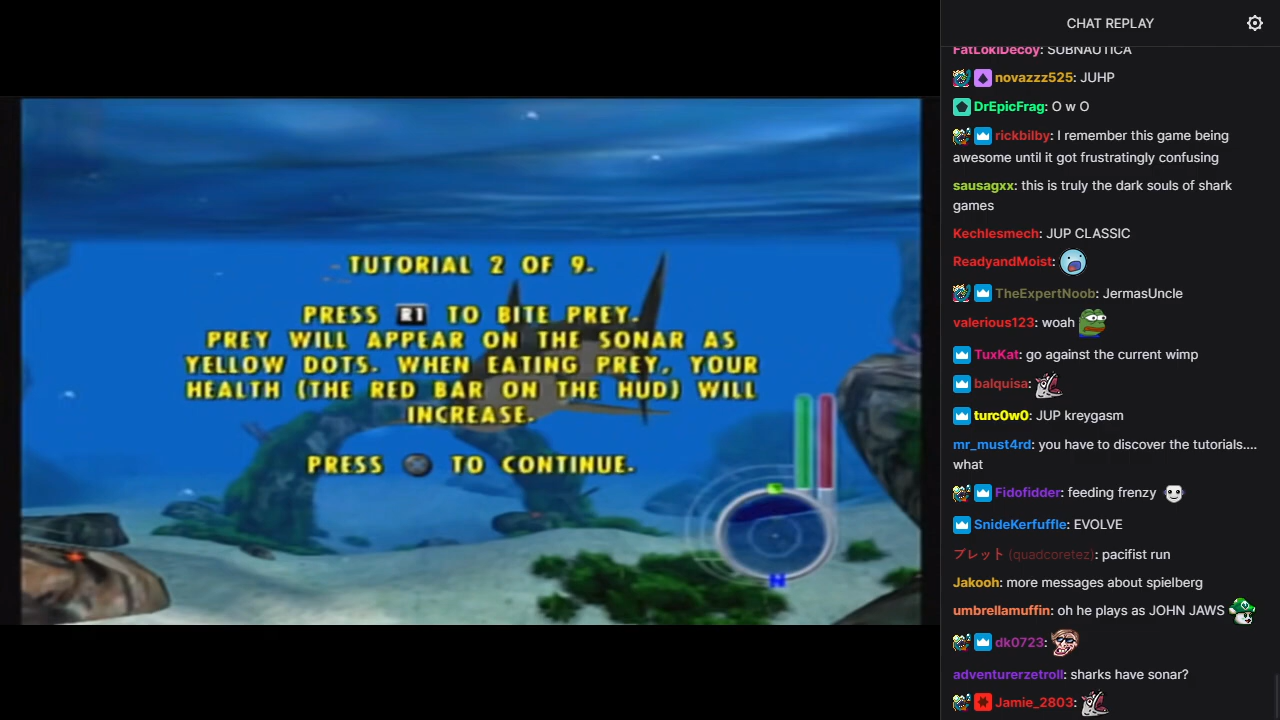 TUTORIAL 2 OF 9.
PRESS R1 TO BITE PREY.
PREY WILL APPEAR ON THE SONAR AS
YELLOW DOTS. WHEN EATING PREY, YOUR
HEALTH (THE RED BAR ON THE HUD) WILL
INCREASE.
PRESS TO CONTINUE.
N
CHAT REPLAY
FatLokiDecoy: SUBNAUTICA
novazzz525: JUHP
DrEpicFrag: O w O
rickbilby: I remember this game being
awesome until it got frustratingly confusing
sausagxx: this is truly the dark souls of shark
games
Kechlesmech: JUP CLASSIC
ReadyandMoist:
TheExpertNoob: JermasUncle
valerious123: woah
TuxKat: go against the current wimp
balquisa:
turc0w0: JUP kreygasm
mr_must4rd: you have to discover the tutorials....
what
Fidofidder: feeding frenzy
SnideKerfuffle: EVOLVE
ブレット (quadcoretez): pacifist run
Jakooh: more messages about spielberg
umbrellamuffin: oh he plays as JOHN JAWS
dk0723:
adventurerzetroll: sharks have sonar?
Jamie_2803: